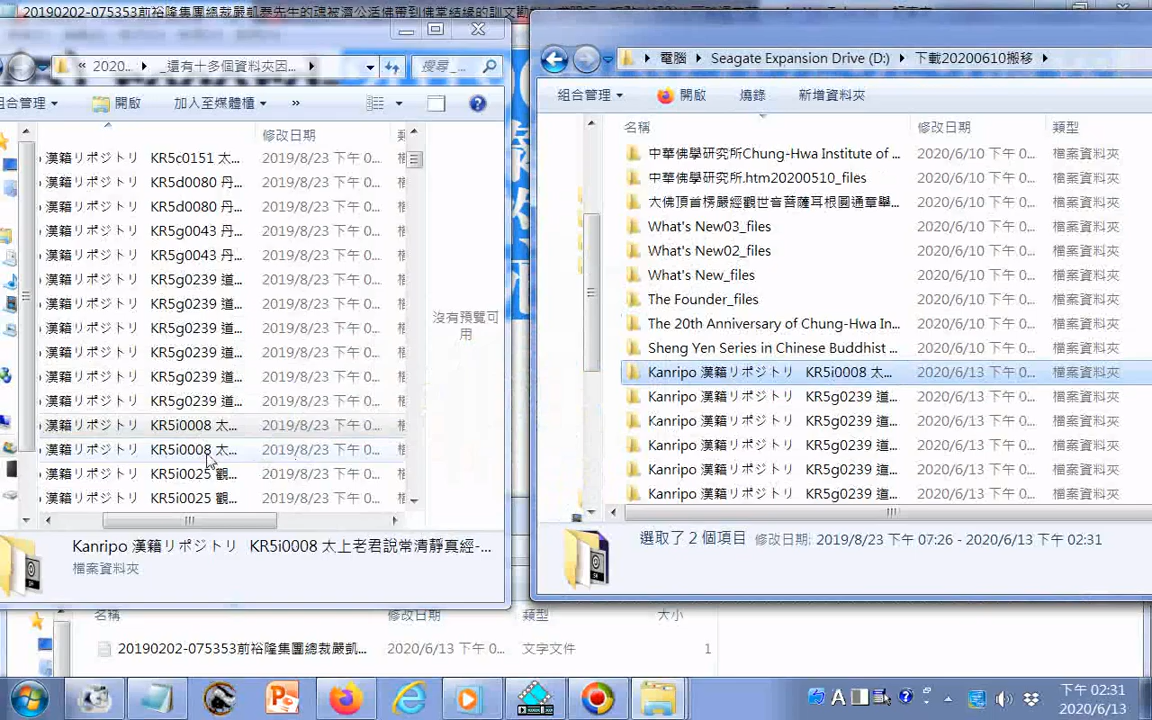 20190202-075353前裕隆集團總裁嚴凱泰先生的
« 2020... ▸ _還有十多個資料夾因... ▸
搜尋 _...
組合管理
開啟
加入至媒體櫃
»
修改日期
漢籍リポジトリ KR5c0151 太... 2019/8/23 下午 0...
漢籍リポジトリ KR5d0080 丹... 2019/8/23 下午 0...
漢籍リポジトリ KR5d0080 丹... 2019/8/23 下午 0...
漢籍リポジトリ KR5g0043 丹... 2019/8/23 下午 0...
漢籍リポジトリ KR5g0043 丹... 2019/8/23 下午 0...
漢籍リポジトリ KR5g0239 道... 2019/8/23 下午 0...
漢籍リポジトリ KR5g0239 道... 2019/8/23 下午 0...
漢籍リポジトリ KR5g0239 道... 2019/8/23 下午 0...
漢籍リポジトリ KR5g0239 道... 2019/8/23 下午 0...
漢籍リポジトリ KR5g0239 道... 2019/8/23 下午 0...
漢籍リポジトリ KR5g0239 道... 2019/8/23 下午 0...
漢籍リポジトリ KR5i0008 太... 2019/8/23 下午 0...
漢籍リポジトリ KR5i0008 太... 2019/8/23 下午 0...
漢籍リポジトリ KR5i0025 觀... 2019/8/23 下午 0...
漢籍リポジトリ KR5i0025 觀... 2019/8/23 下午 0...
沒有預覽可
用
Kanripo 漢籍リポジトリ KR5i0008 太上老君說常清靜真經-...
檔案資料夾
▸ 電腦 ▸ Seagate Expansion Drive (D:) ▸ 下載20200610搬移 ▸
組合管理
開啟
燒錄
新增資料夾
名稱 修改日期 類型
中華佛學研究所Chung-Hwa Institute of ... 2020/6/10 下午 0... 檔案資料夾
中華佛學研究所.htm20200510_files 2020/6/10 下午 0... 檔案資料夾
大佛頂首楞嚴經觀世音菩薩耳根圓通章舉... 2020/6/10 下午 0... 檔案資料夾
What's New03_files 2020/6/10 下午 0... 檔案資料夾
What's New02_files 2020/6/10 下午 0... 檔案資料夾
What's New_files 2020/6/10 下午 0... 檔案資料夾
The Founder_files 2020/6/10 下午 0... 檔案資料夾
The 20th Anniversary of Chung-Hwa In... 2020/6/10 下午 0... 檔案資料夾
Sheng Yen Series in Chinese Buddhist ... 2020/6/10 下午 0... 檔案資料夾
Kanripo 漢籍リポジトリ KR5i0008 太... 2020/6/13 下午 0... 檔案資料夾
Kanripo 漢籍リポジトリ KR5g0239 道... 2020/6/13 下午 0... 檔案資料夾
Kanripo 漢籍リポジトリ KR5g0239 道... 2020/6/13 下午 0... 檔案資料夾
Kanripo 漢籍リポジトリ KR5g0239 道... 2020/6/13 下午 0... 檔案資料夾
Kanripo 漢籍リポジトリ KR5g0239 道... 2020/6/13 下午 0... 檔案資料夾
Kanripo 漢籍リポジトリ KR5g0239 道... 2020/6/13 下午 0... 檔案資料夾
選取了 2 個項目 修改日期: 2019/8/23 下午 07:26 - 2020/6/13 下午 02:31
檔案資料夾
名稱 修改日期 類型 大小
20190202-075353前裕隆集團總裁嚴凱... 2020/6/13 下午 0... 文字文件 1
A
下午 02:31
2020/6/13